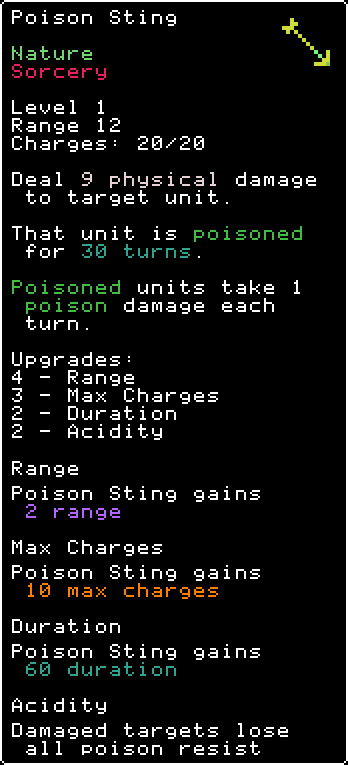 Poison Sting
Nature
Sorcery
Level 1
Range 12
Charges: 20/20
Deal 9 physical damage
to target unit.
That unit is poisoned
for 30 turns.
Poisoned units take 1
poison damage each
turn.
Upgrades:
4 - Range
3 - Max Charges
2 - Duration
2 - Acidity
Range
Poison Sting gains
2 range
Max Charges
Poison Sting gains
10 max charges
Duration
Poison Sting gains
60 duration
Acidity
Damaged targets lose
all poison resist